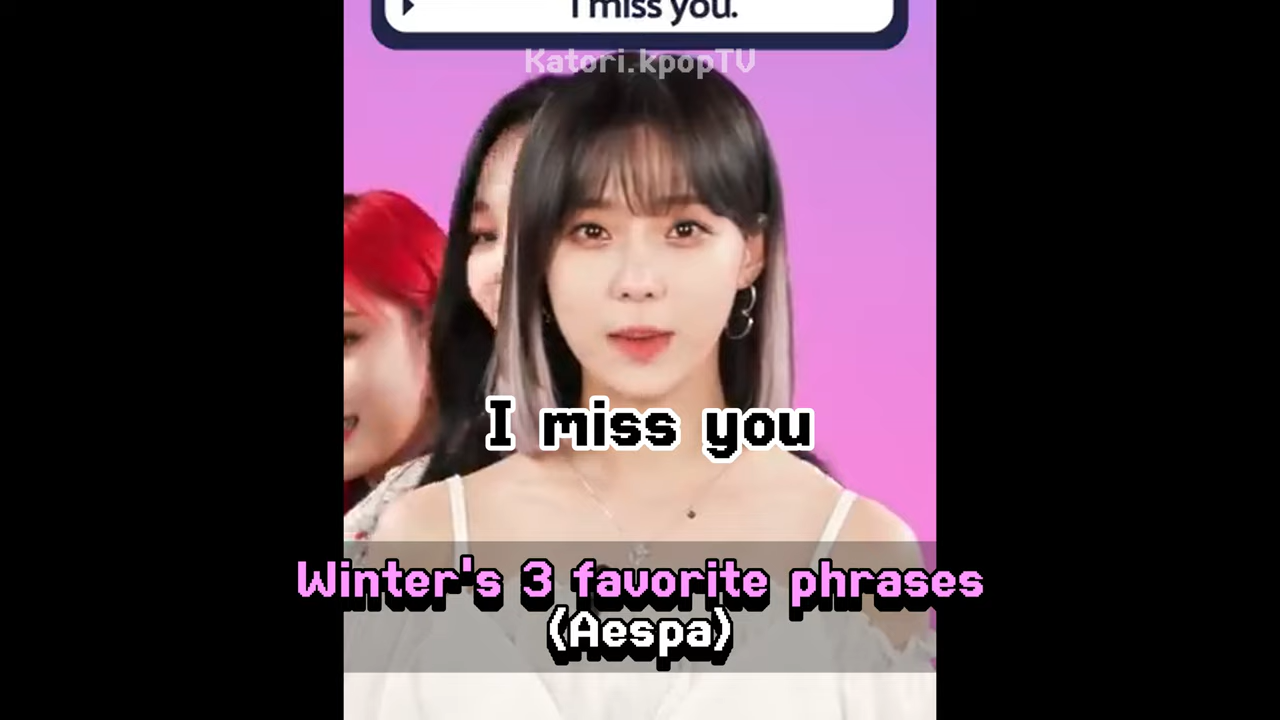 I miss you.
Katori.kpopTV
I miss you
Winter's 3 favorite phrases
(Aespa)